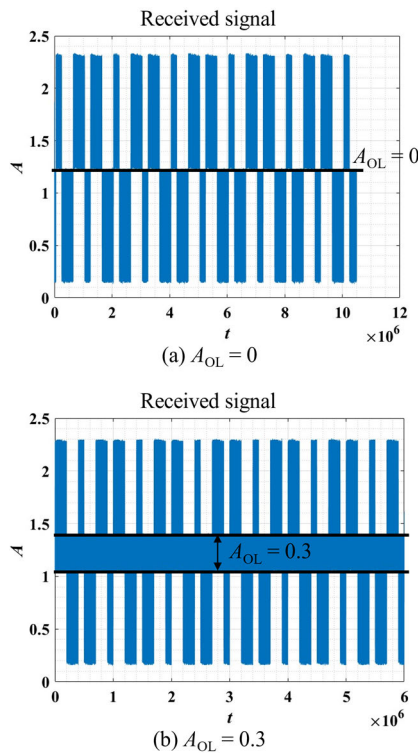 Received signal
2.5
2
1.5
1
0.5
0
A
A_OL = 0
0 2 4 6 8 10 12
t
×10^6
(a) A_OL = 0
Received signal
2.5
2
1.5
1
0.5
0
A
A_OL = 0.3
0 1 2 3 4 5 6
t
×10^6
(b) A_OL = 0.3